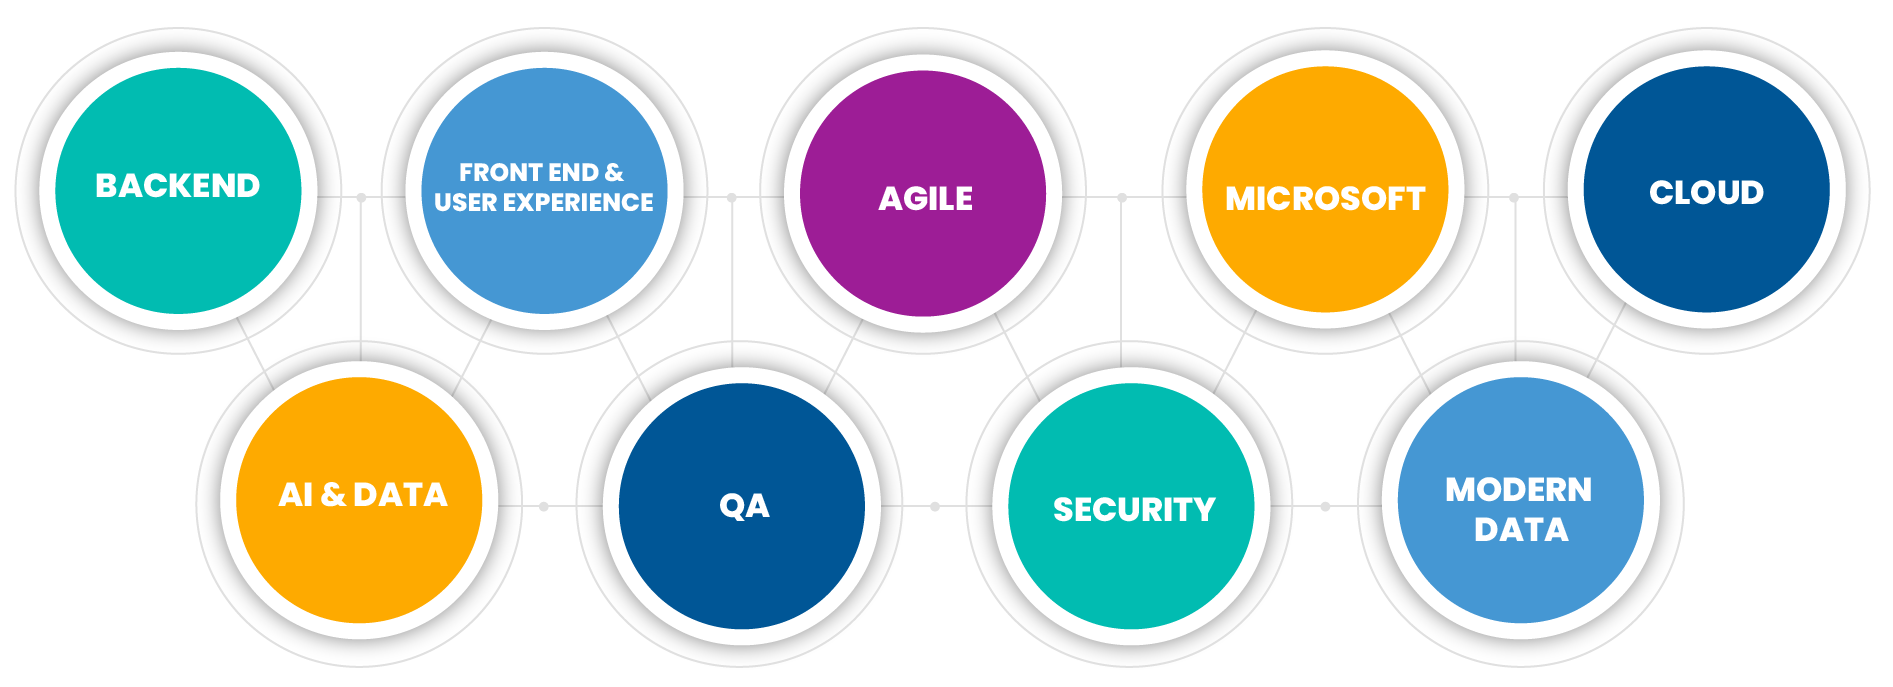 BACKEND
FRONT END &
USER EXPERIENCE
AGILE
MICROSOFT
CLOUD
AI & DATA
QA
SECURITY
MODERN
DATA